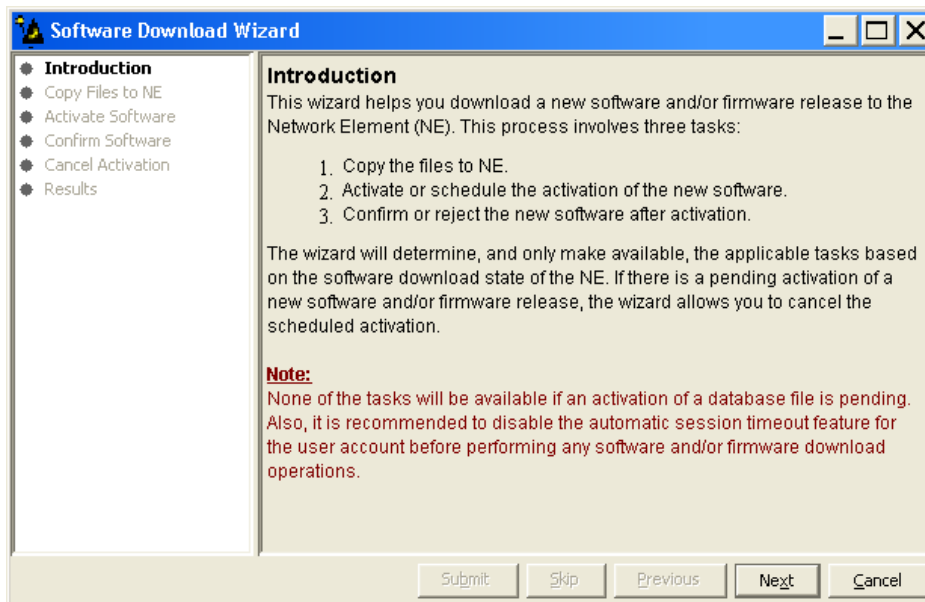 Software Download Wizard
Introduction
Copy Files to NE
Activate Software
Confirm Software
Cancel Activation
Results
Introduction
This wizard helps you download a new software and/or firmware release to the
Network Element (NE). This process involves three tasks:
1. Copy the files to NE.
2. Activate or schedule the activation of the new software.
3. Confirm or reject the new software after activation.
The wizard will determine, and only make available, the applicable tasks based
on the software download state of the NE. If there is a pending activation of a
new software and/or firmware release, the wizard allows you to cancel the
scheduled activation.
Note:
None of the tasks will be available if an activation of a database file is pending.
Also, it is recommended to disable the automatic session timeout feature for
the user account before performing any software and/or firmware download
operations.
Submit Skip Previous Next Cancel